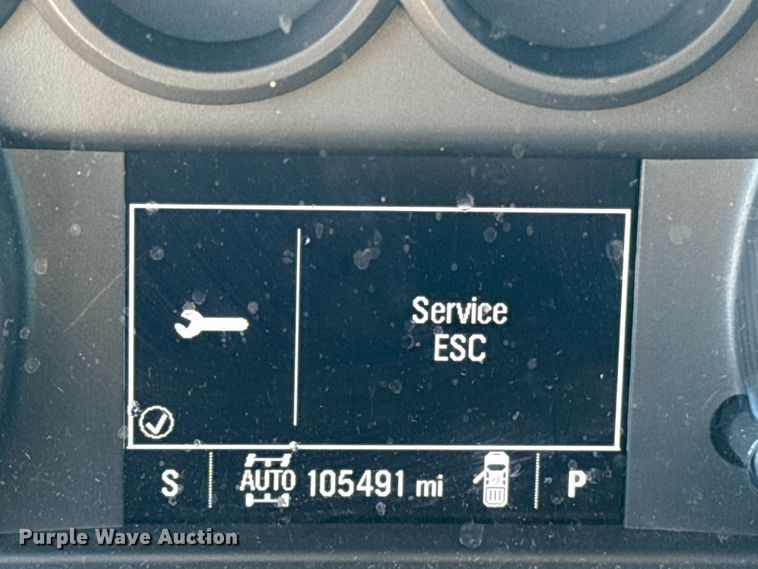 Service
ESC
S AUTO 105491 mi P
Purple Wave Auction